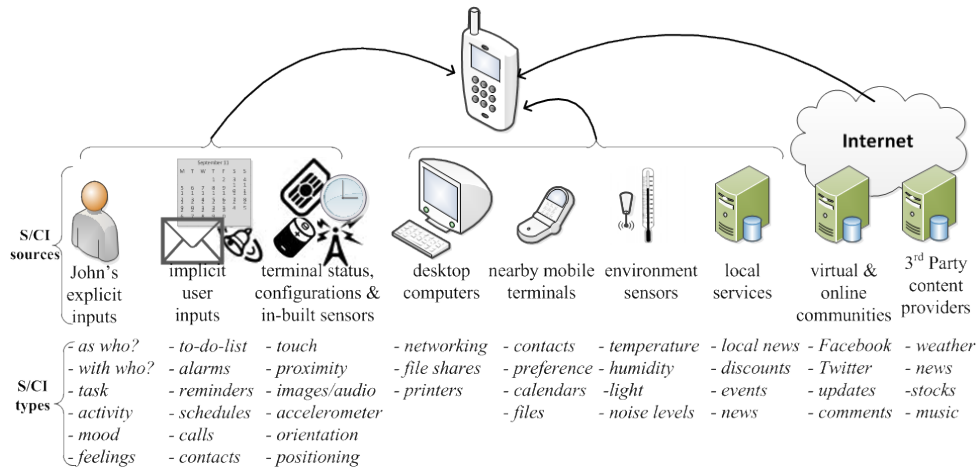 Internet
S/CI
sources
John's
explicit
inputs
implicit
user
inputs
terminal status,
configurations &
in-built sensors
desktop
computers
nearby mobile
terminals
environment
sensors
local
services
virtual &
online
communities
3rd Party
content
providers
S/CI
types
- as who?
- with who?
- task
- activity
- mood
- feelings
- to-do-list
- alarms
- reminders
- schedules
- calls
- contacts
- touch
- proximity
- images/audio
- accelerometer
- orientation
- positioning
- networking
- file shares
- printers
- contacts
- preference
- calendars
- files
- temperature
- humidity
-light
- noise levels
- local news
- discounts
- events
- news
- Facebook
- Twitter
- updates
- comments
- weather
- news
-stocks
- music